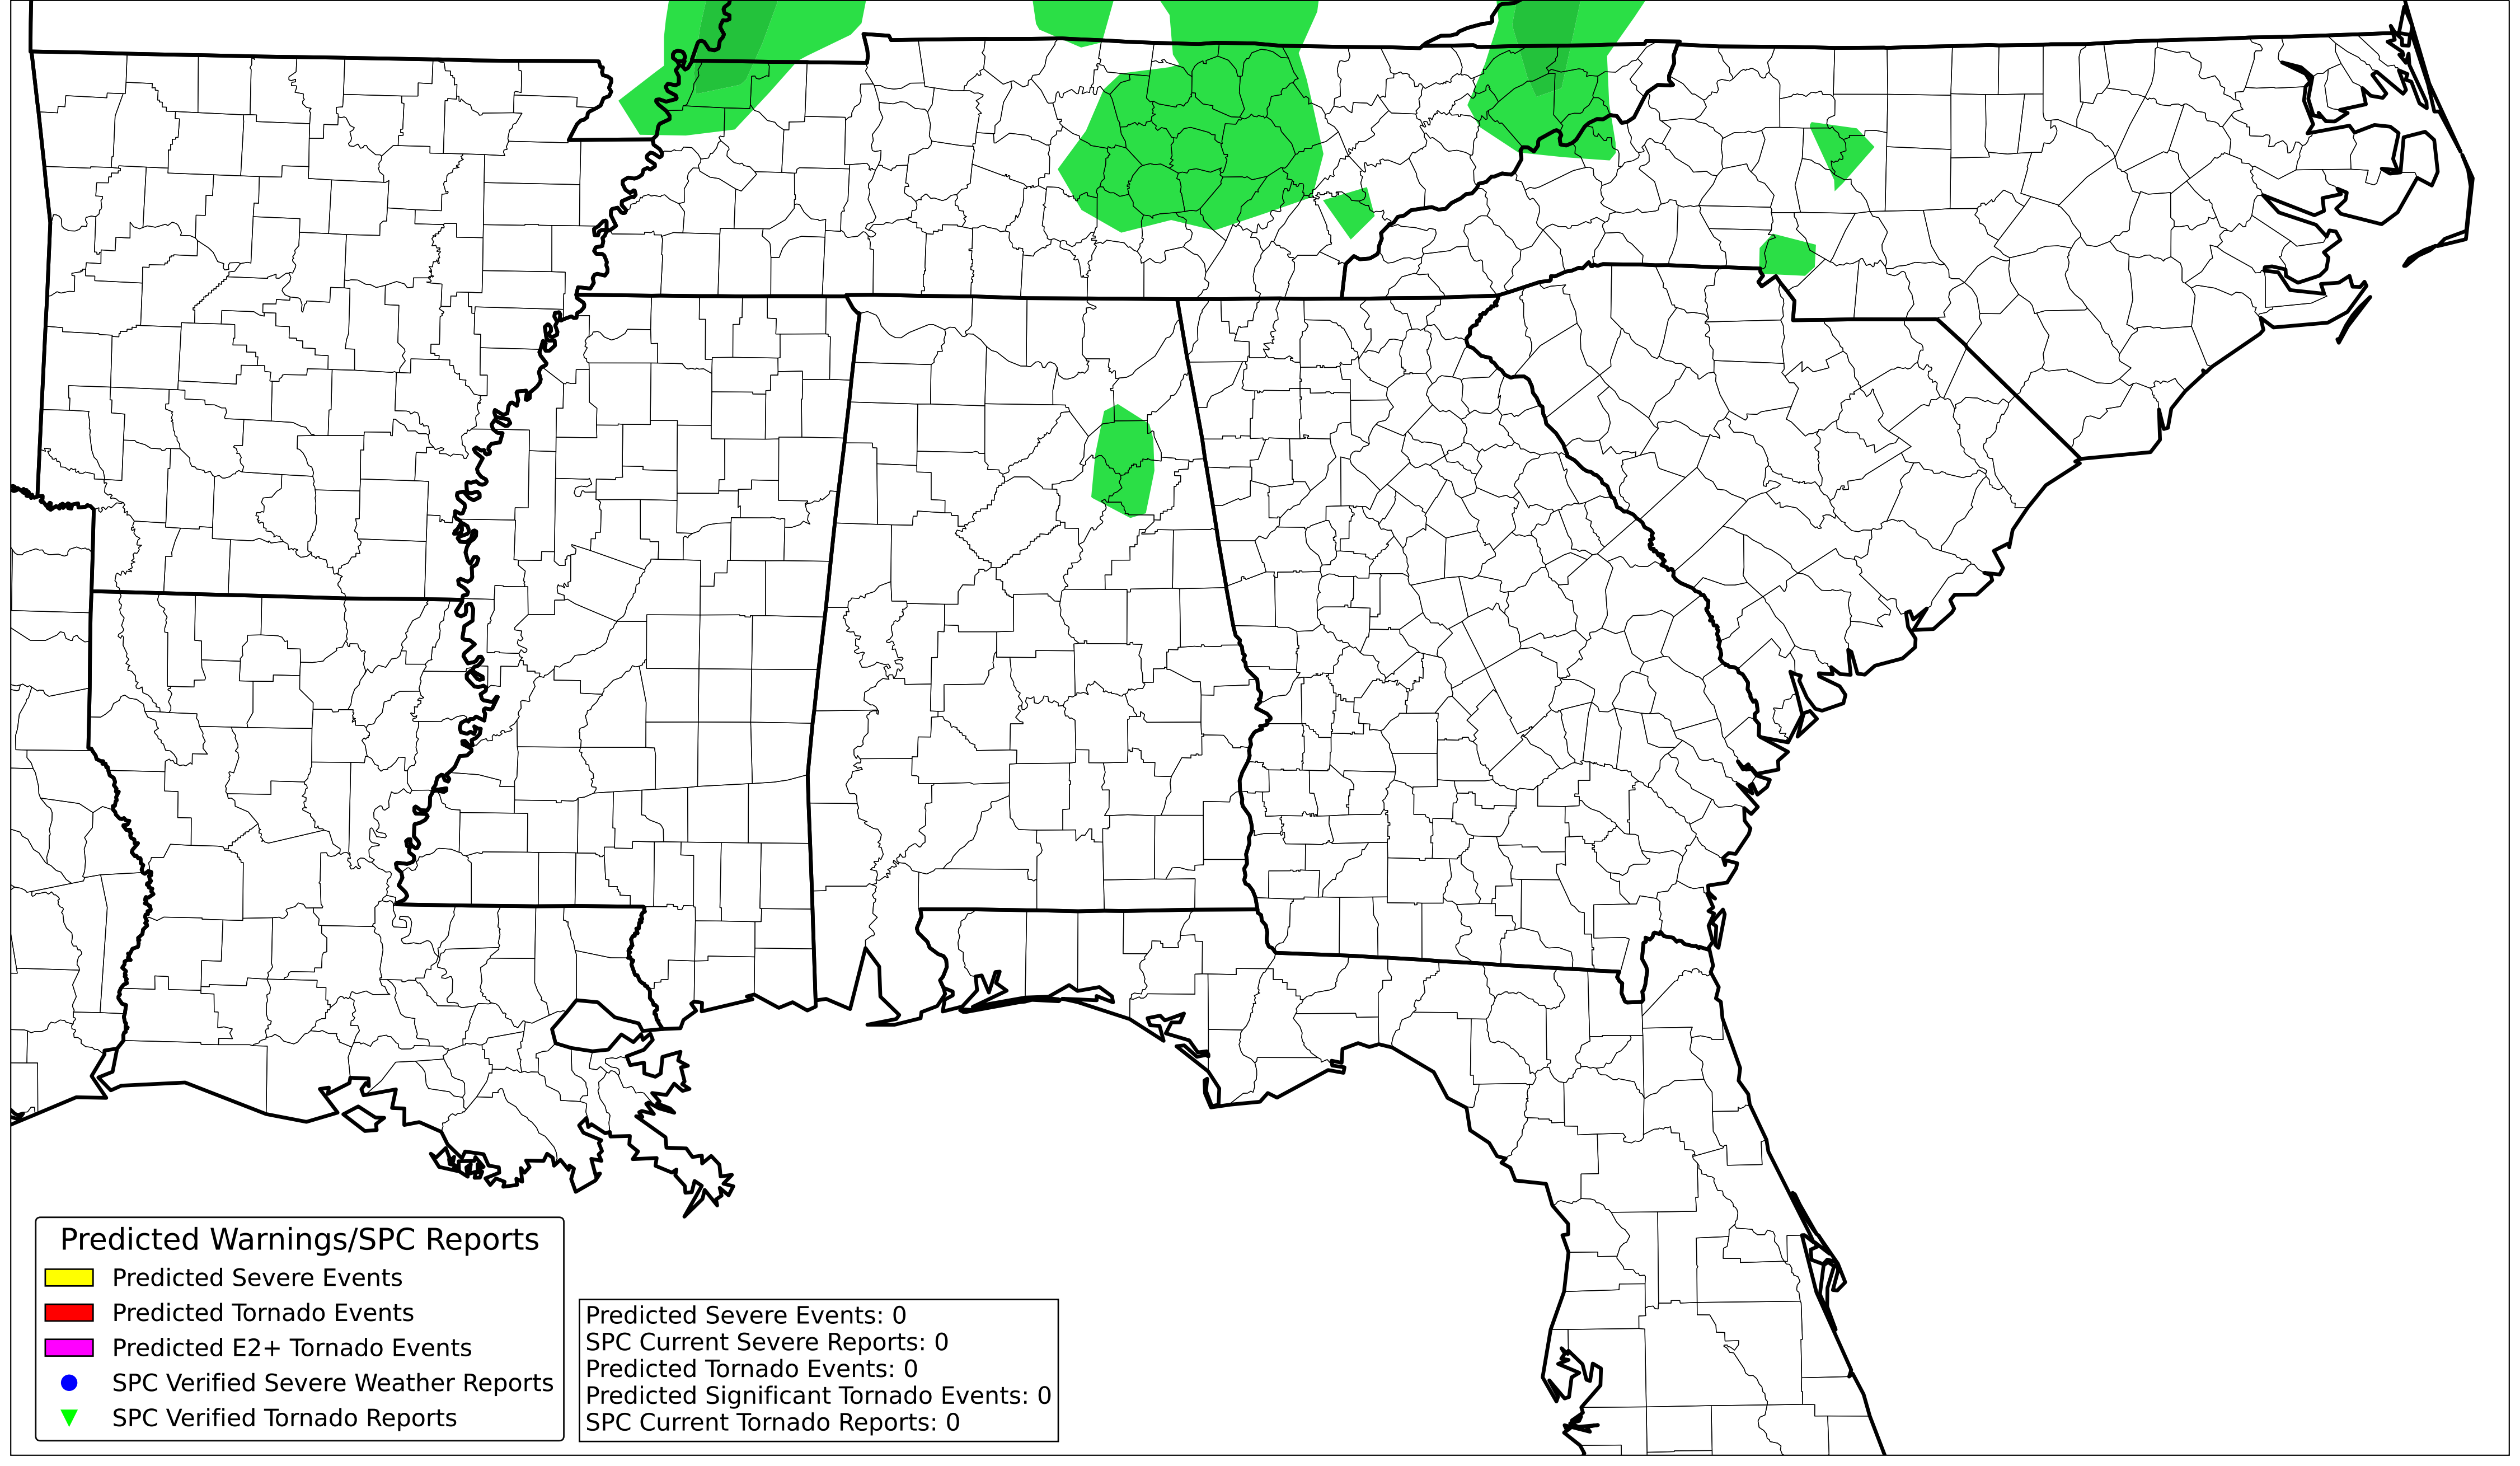 Predicted Warnings/SPC Reports
Predicted Severe Events
Predicted Tornado Events
Predicted E2+ Tornado Events
SPC Verified Severe Weather Reports
SPC Verified Tornado Reports
Predicted Severe Events: 0
SPC Current Severe Reports: 0
Predicted Tornado Events: 0
Predicted Significant Tornado Events: 0
SPC Current Tornado Reports: 0